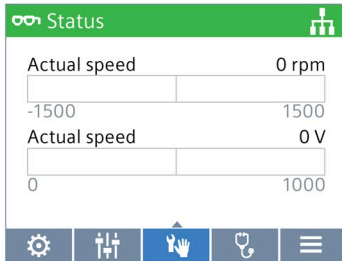 Status
Actual speed 0 rpm
-1500 1500
Actual speed 0 V
0 1000